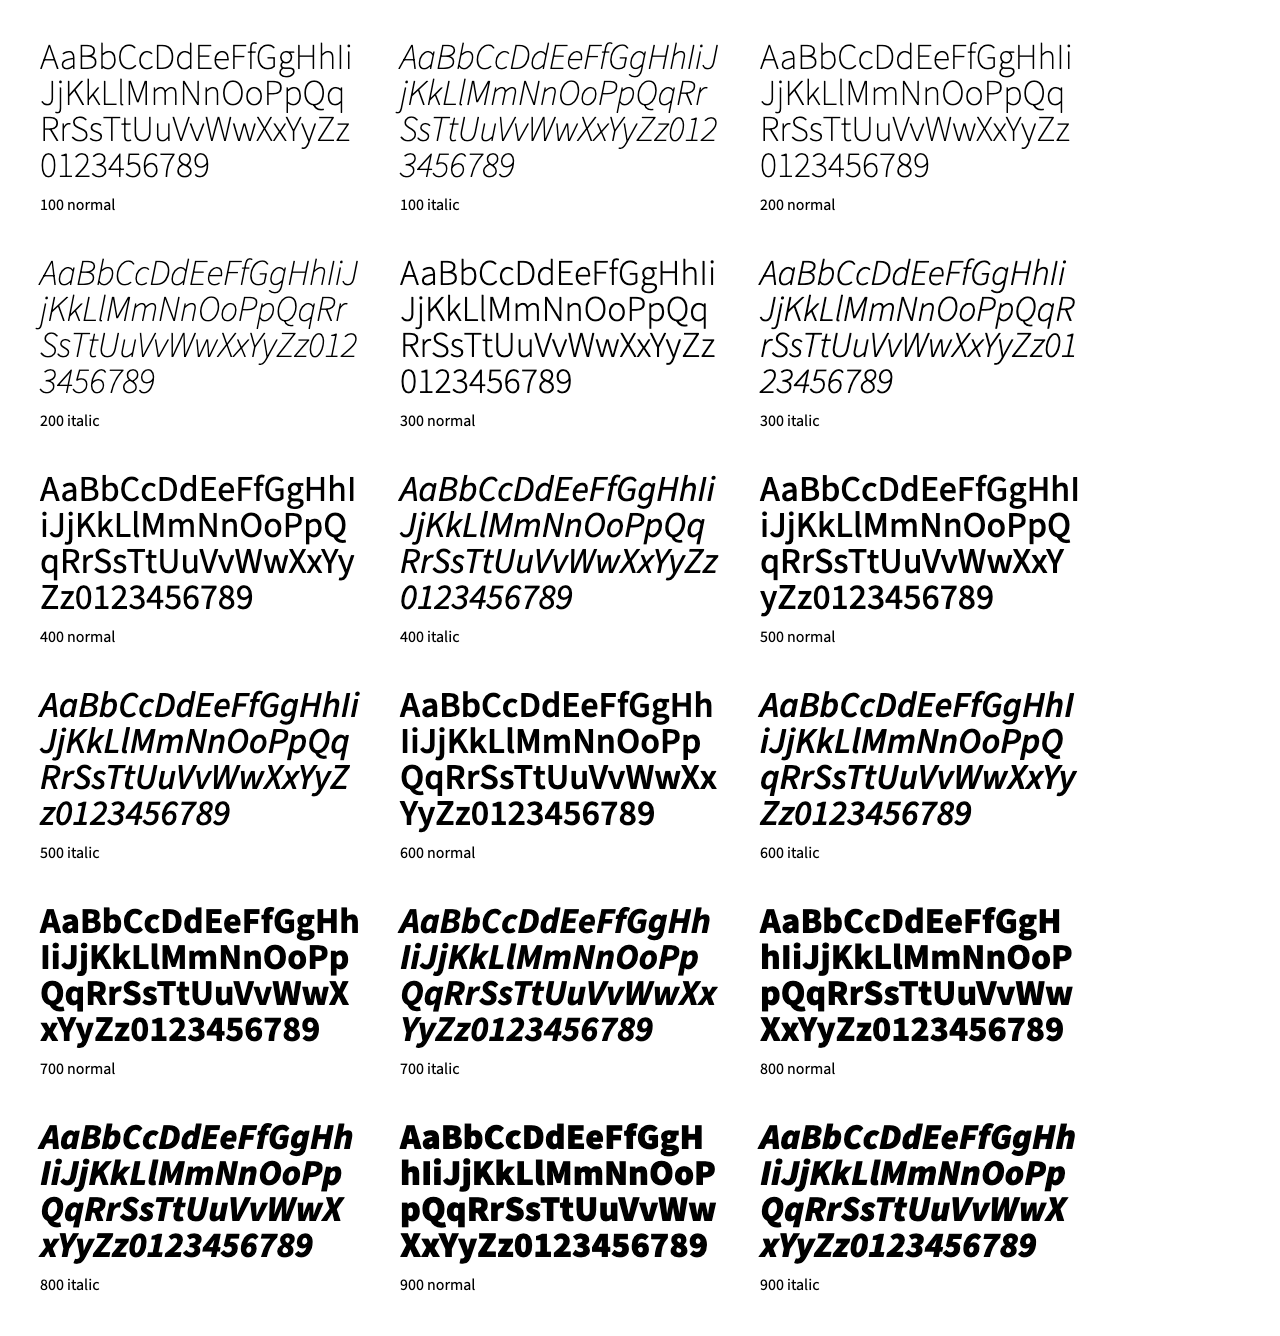 AaBbCcDdEeFfGgHhIi
JjKkLlMmNnOoPpQq
RrSsTtUuVvWwXxYyZz
0123456789
100 normal
AaBbCcDdEeFfGgHhIiJ
jKkLlMmNnOoPpQqRr
SsTtUuVvWwXxYyZz012
3456789
100 italic
AaBbCcDdEeFfGgHhIi
JjKkLlMmNnOoPpQq
RrSsTtUuVvWwXxYyZz
0123456789
200 normal
AaBbCcDdEeFfGgHhIiJ
jKkLlMmNnOoPpQqRr
SsTtUuVvWwXxYyZz012
3456789
200 italic
AaBbCcDdEeFfGgHhIi
JjKkLlMmNnOoPpQq
RrSsTtUuVvWwXxYyZz
0123456789
300 normal
AaBbCcDdEeFfGgHhIi
JjKkLlMmNnOoPpQqR
rSsTtUuVvWwXxYyZz01
23456789
300 italic
AaBbCcDdEeFfGgHhI
iJjKkLlMmNnOoPpQ
qRrSsTtUuVvWwXxYy
Zz0123456789
400 normal
AaBbCcDdEeFfGgHhIi
JjKkLlMmNnOoPpQq
RrSsTtUuVvWwXxYyZz
0123456789
400 italic
AaBbCcDdEeFfGgHhI
iJjKkLlMmNnOoPpQ
qRrSsTtUuVvWwXxY
yZz0123456789
500 normal
AaBbCcDdEeFfGgHhIi
JjKkLlMmNnOoPpQq
RrSsTtUuVvWwXxYyZ
z0123456789
500 italic
AaBbCcDdEeFfGgHh
IiJjKkLlMmNnOoPp
QqRrSsTtUuVvWwXx
YyZz0123456789
600 normal
AaBbCcDdEeFfGgHhI
iJjKkLlMmNnOoPpQ
qRrSsTtUuVvWwXxYy
Zz0123456789
600 italic
AaBbCcDdEeFfGgHh
IiJjKkLlMmNnOoPp
QqRrSsTtUuVvWwX
xYyZz0123456789
700 normal
AaBbCcDdEeFfGgHh
IiJjKkLlMmNnOoPp
QqRrSsTtUuVvWwXx
YyZz0123456789
700 italic
AaBbCcDdEeFfGgH
hIiJjKkLlMmNnOoP
pQqRrSsTtUuVvWw
XxYyZz0123456789
800 normal
AaBbCcDdEeFfGgHh
IiJjKkLlMmNnOoPp
QqRrSsTtUuVvWwX
xYyZz0123456789
800 italic
AaBbCcDdEeFfGgH
hIiJjKkLlMmNnOoP
pQqRrSsTtUuVvWw
XxYyZz0123456789
900 normal
AaBbCcDdEeFfGgHh
IiJjKkLlMmNnOoPp
QqRrSsTtUuVvWwX
xYyZz0123456789
900 italic